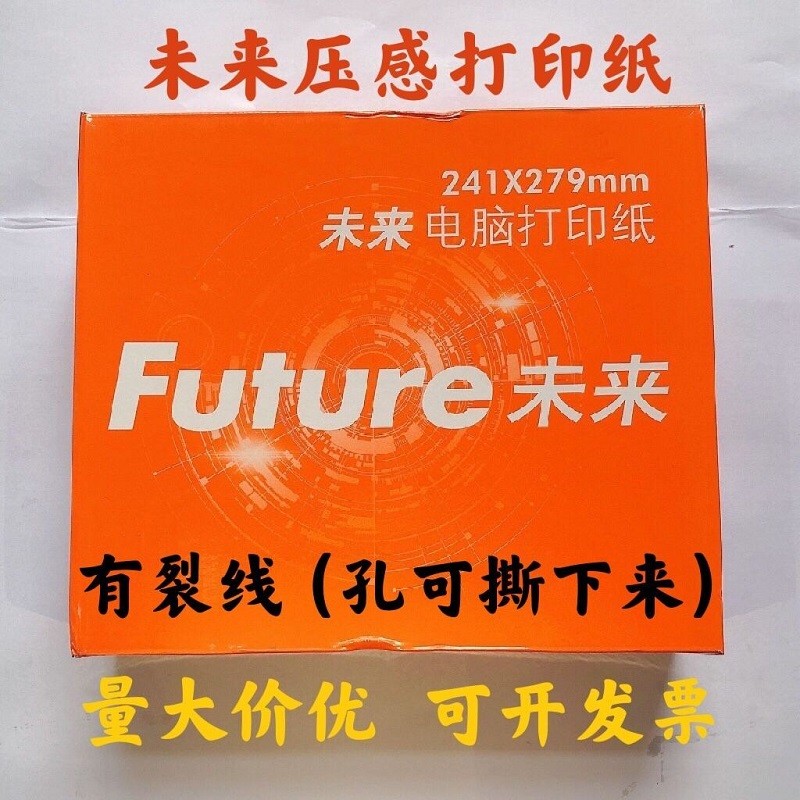 未来压感打印纸
241X279mm
未来 电脑打印纸
Future 未来
有裂线 (孔可撕下来)
量大价优 可开发票